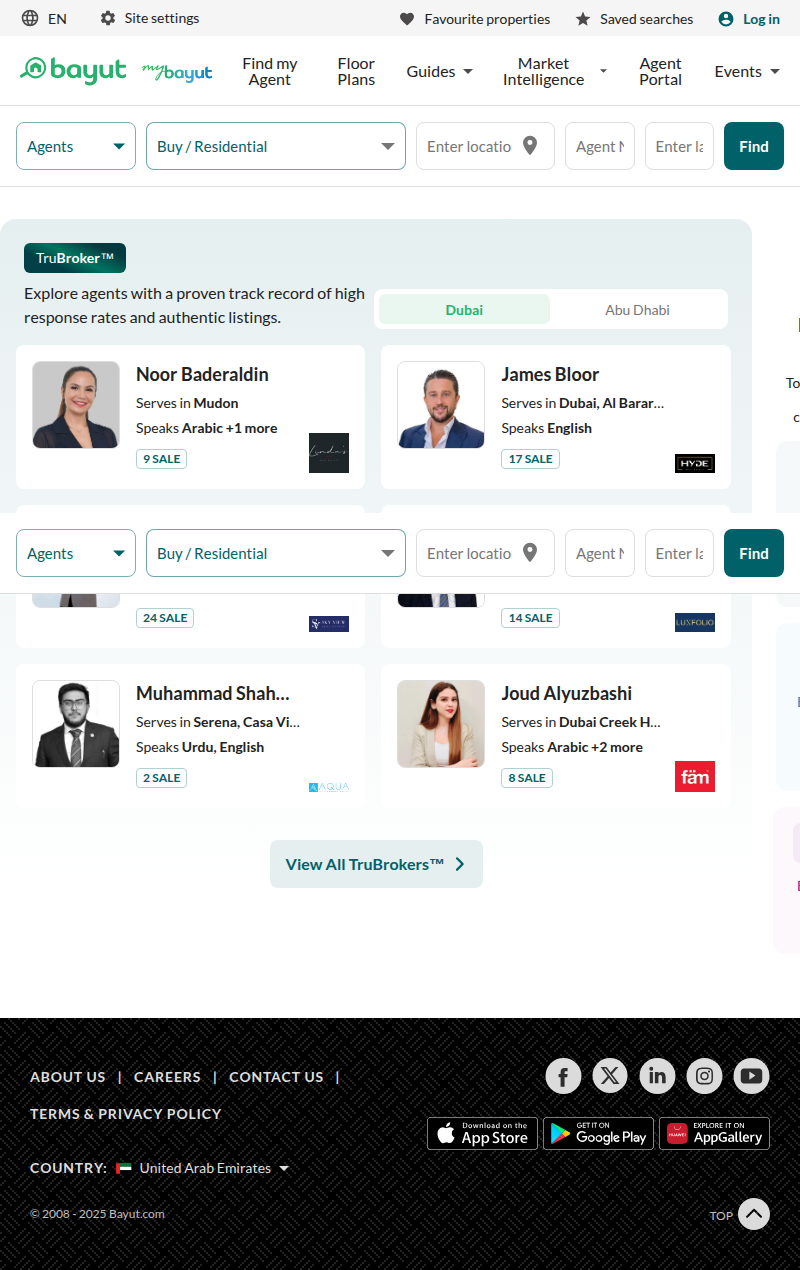 EN
Site settings
Favourite properties
Saved searches
Log in
bayut
mybayut
Find my Agent
Floor Plans
Guides
Market Intelligence
Agent Portal
Events
Agents
Buy / Residential
Enter locatio
Agent N
Enter la
Find
TruBroker™
Explore agents with a proven track record of high
response rates and authentic listings.
Dubai
Abu Dhabi
To
c
Noor Baderaldin
Serves in Mudon
Speaks Arabic +1 more
9 SALE
Linda's
James Bloor
Serves in Dubai, Al Barar...
Speaks English
17 SALE
HYDE
Agents
Buy / Residential
Enter locatio
Agent N
Enter la
Find
24 SALE
SKY VIEW
14 SALE
LUXFOLIO
Muhammad Shah...
Serves in Serena, Casa Vi...
Speaks Urdu, English
2 SALE
AQUA
Joud Alyuzbashi
Serves in Dubai Creek H...
Speaks Arabic +2 more
8 SALE
fäm
View All TruBrokers™
ABOUT US | CAREERS | CONTACT US |
TERMS & PRIVACY POLICY
Download on the
App Store
GET IT ON
Google Play
HUAWEI
EXPLORE IT ON
AppGallery
COUNTRY: United Arab Emirates
© 2008 - 2025 Bayut.com
TOP